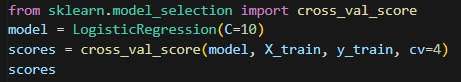 from sklearn.model_selection import cross_val_score
model = LogisticRegression(C=10)
scores = cross_val_score(model, X_train, y_train, cv=4)
scores